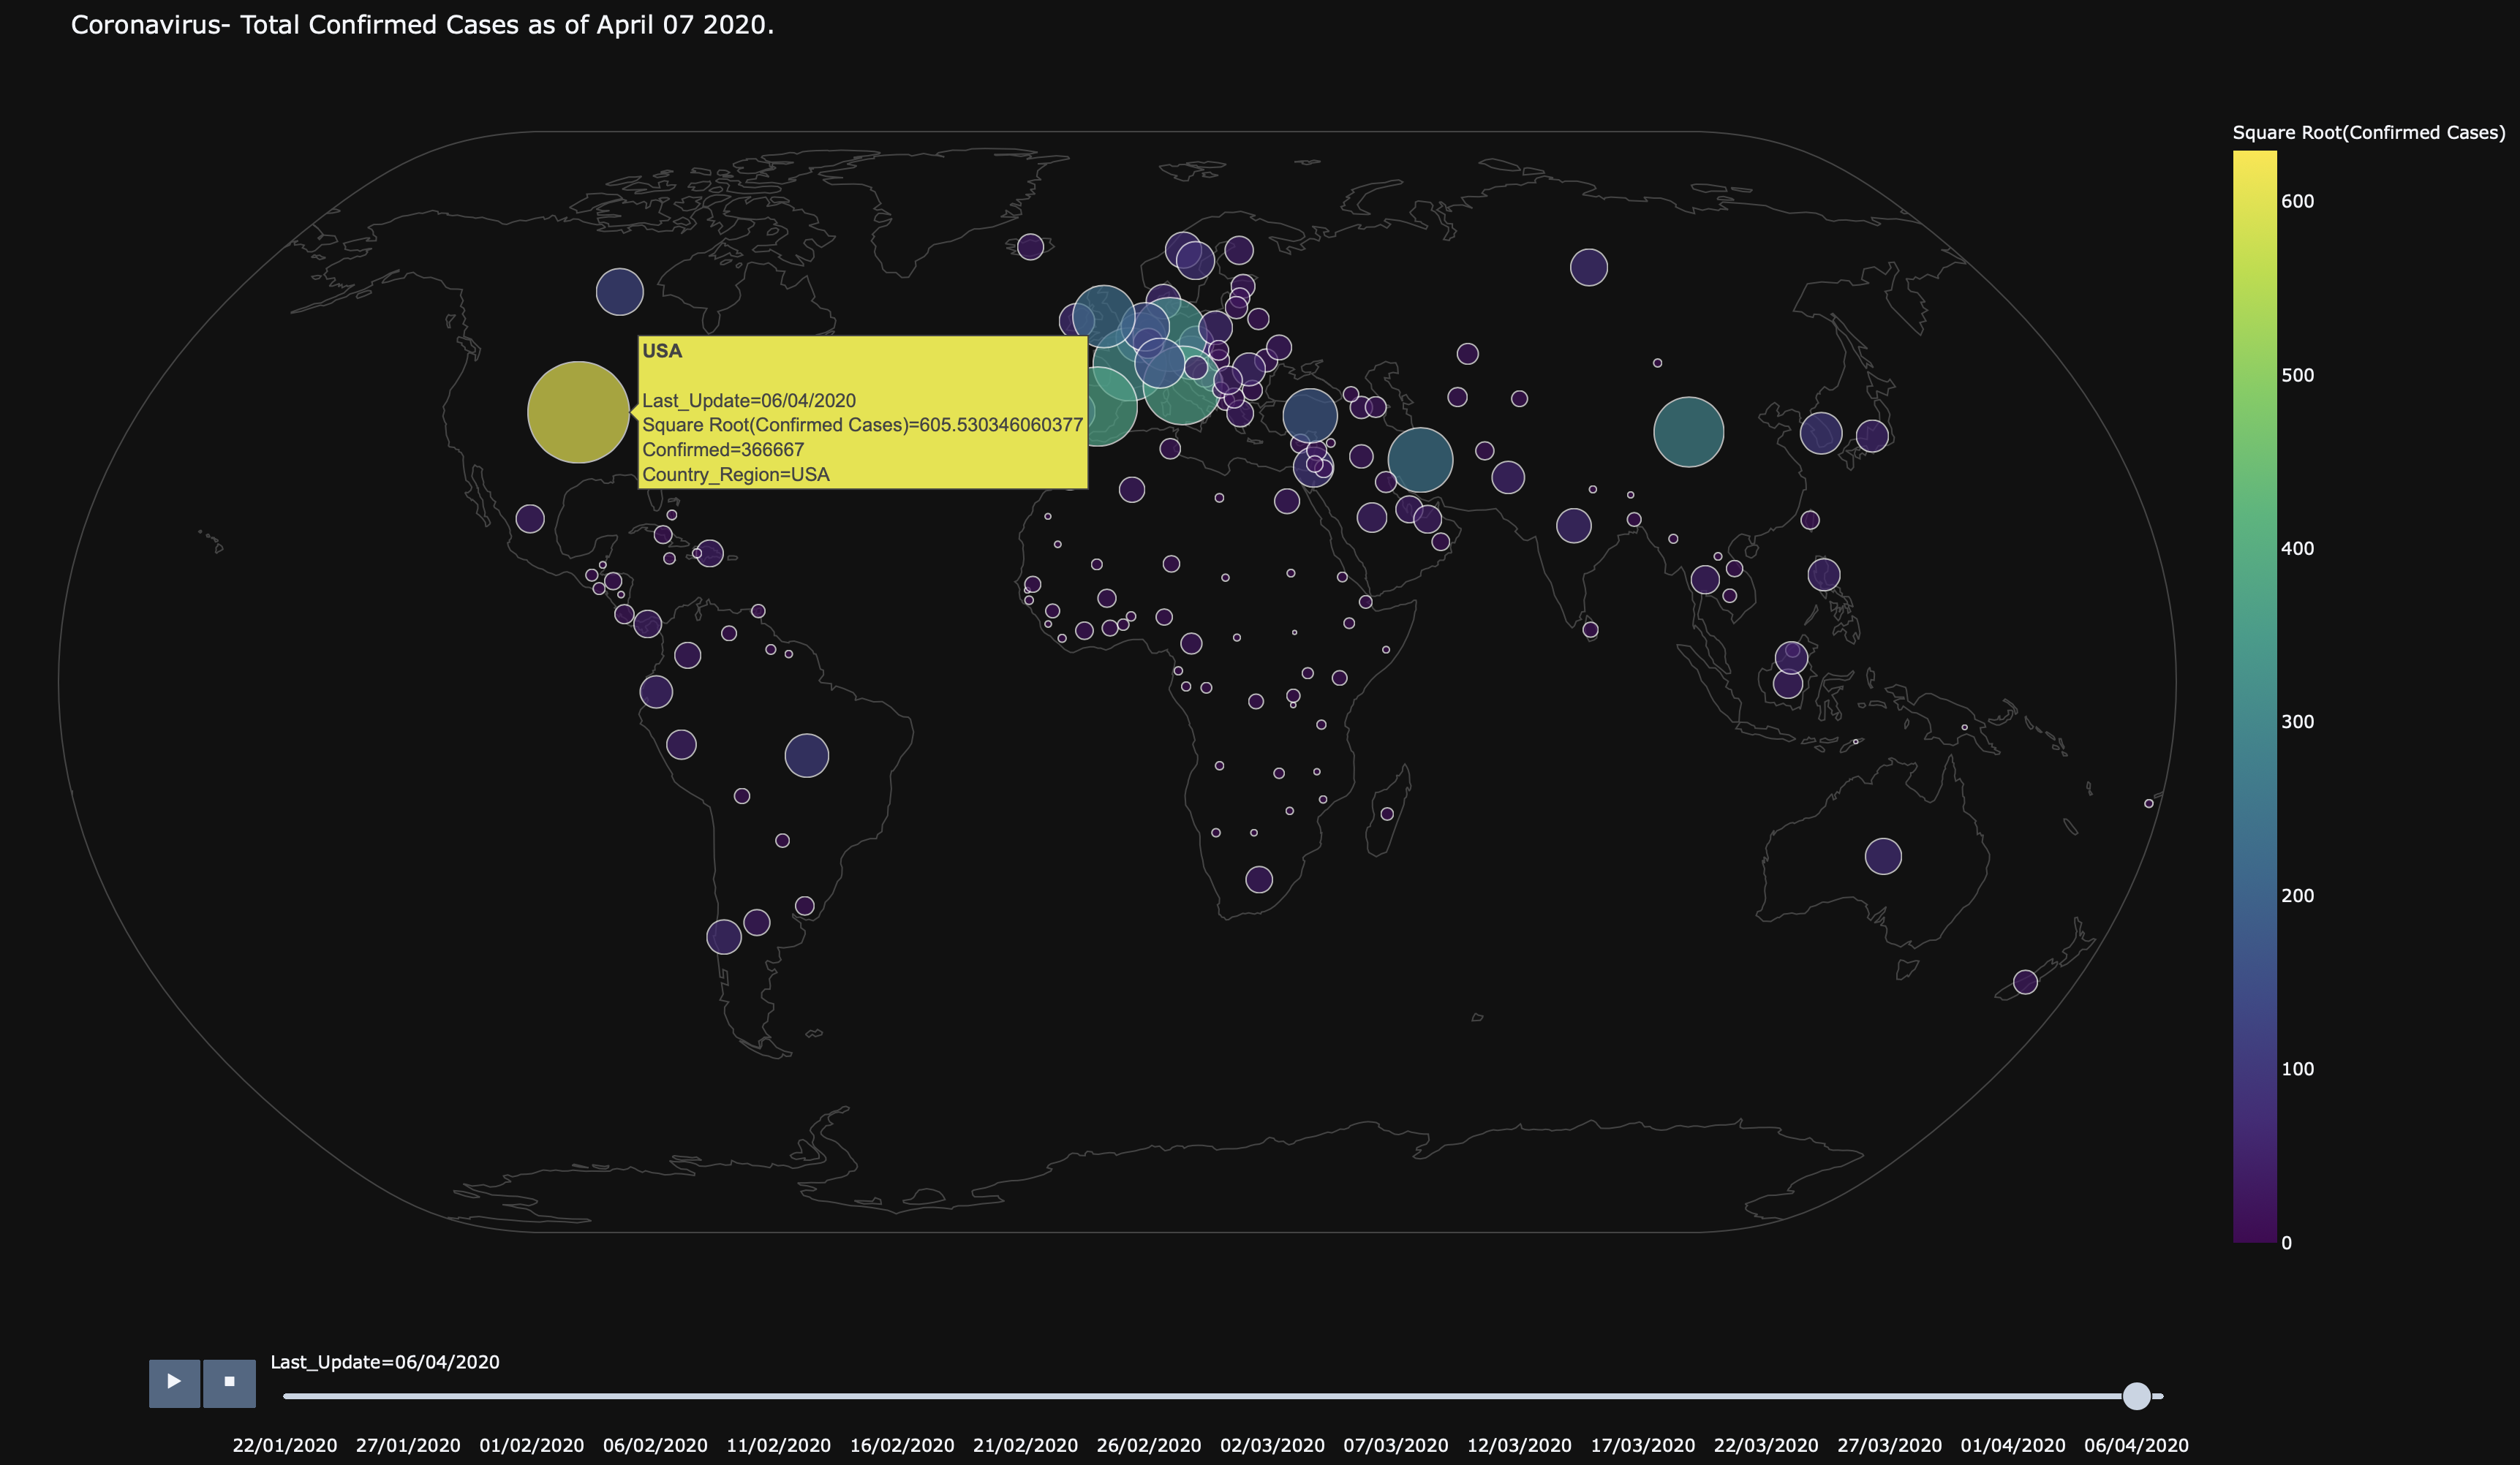 Coronavirus- Total Confirmed Cases as of April 07 2020.
Square Root(Confirmed Cases)
600
500
400
300
200
100
0
USA
Last_Update=06/04/2020
Square Root(Confirmed Cases)=605.530346060377
Confirmed=366667
Country_Region=USA
Last_Update=06/04/2020
22/01/2020 27/01/2020 01/02/2020 06/02/2020 11/02/2020 16/02/2020 21/02/2020 26/02/2020 02/03/2020 07/03/2020 12/03/2020 17/03/2020 22/03/2020 27/03/2020 01/04/2020 06/04/2020